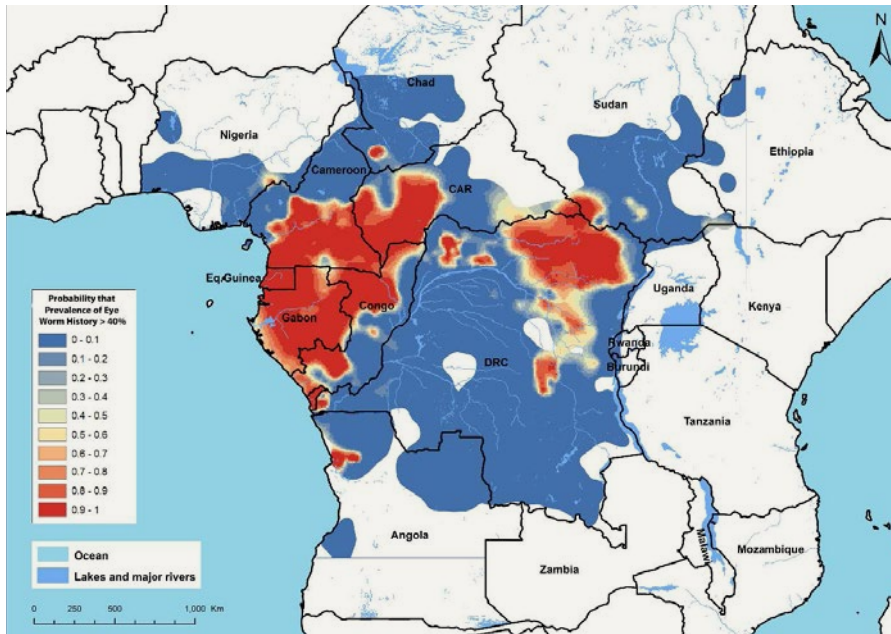 N
Chad
Sudan
Nigeria
Ethiopia
Cameroon
CAR
Eq. Guinea
Uganda
Kenya
Congo
Gabon
Rwanda
DRC
Burundi
Tanzania
Angola
Malawi
Mozambique
Zambia
Probability that
Prevalence of Eye
Worm History > 40%
0 - 0.1
0.1 - 0.2
0.2 - 0.3
0.3 - 0.4
0.4 - 0.5
0.5 - 0.6
0.6 - 0.7
0.7 - 0.8
0.8 - 0.9
0.9 - 1
Ocean
Lakes and major rivers
0 250 500 1,000 Km